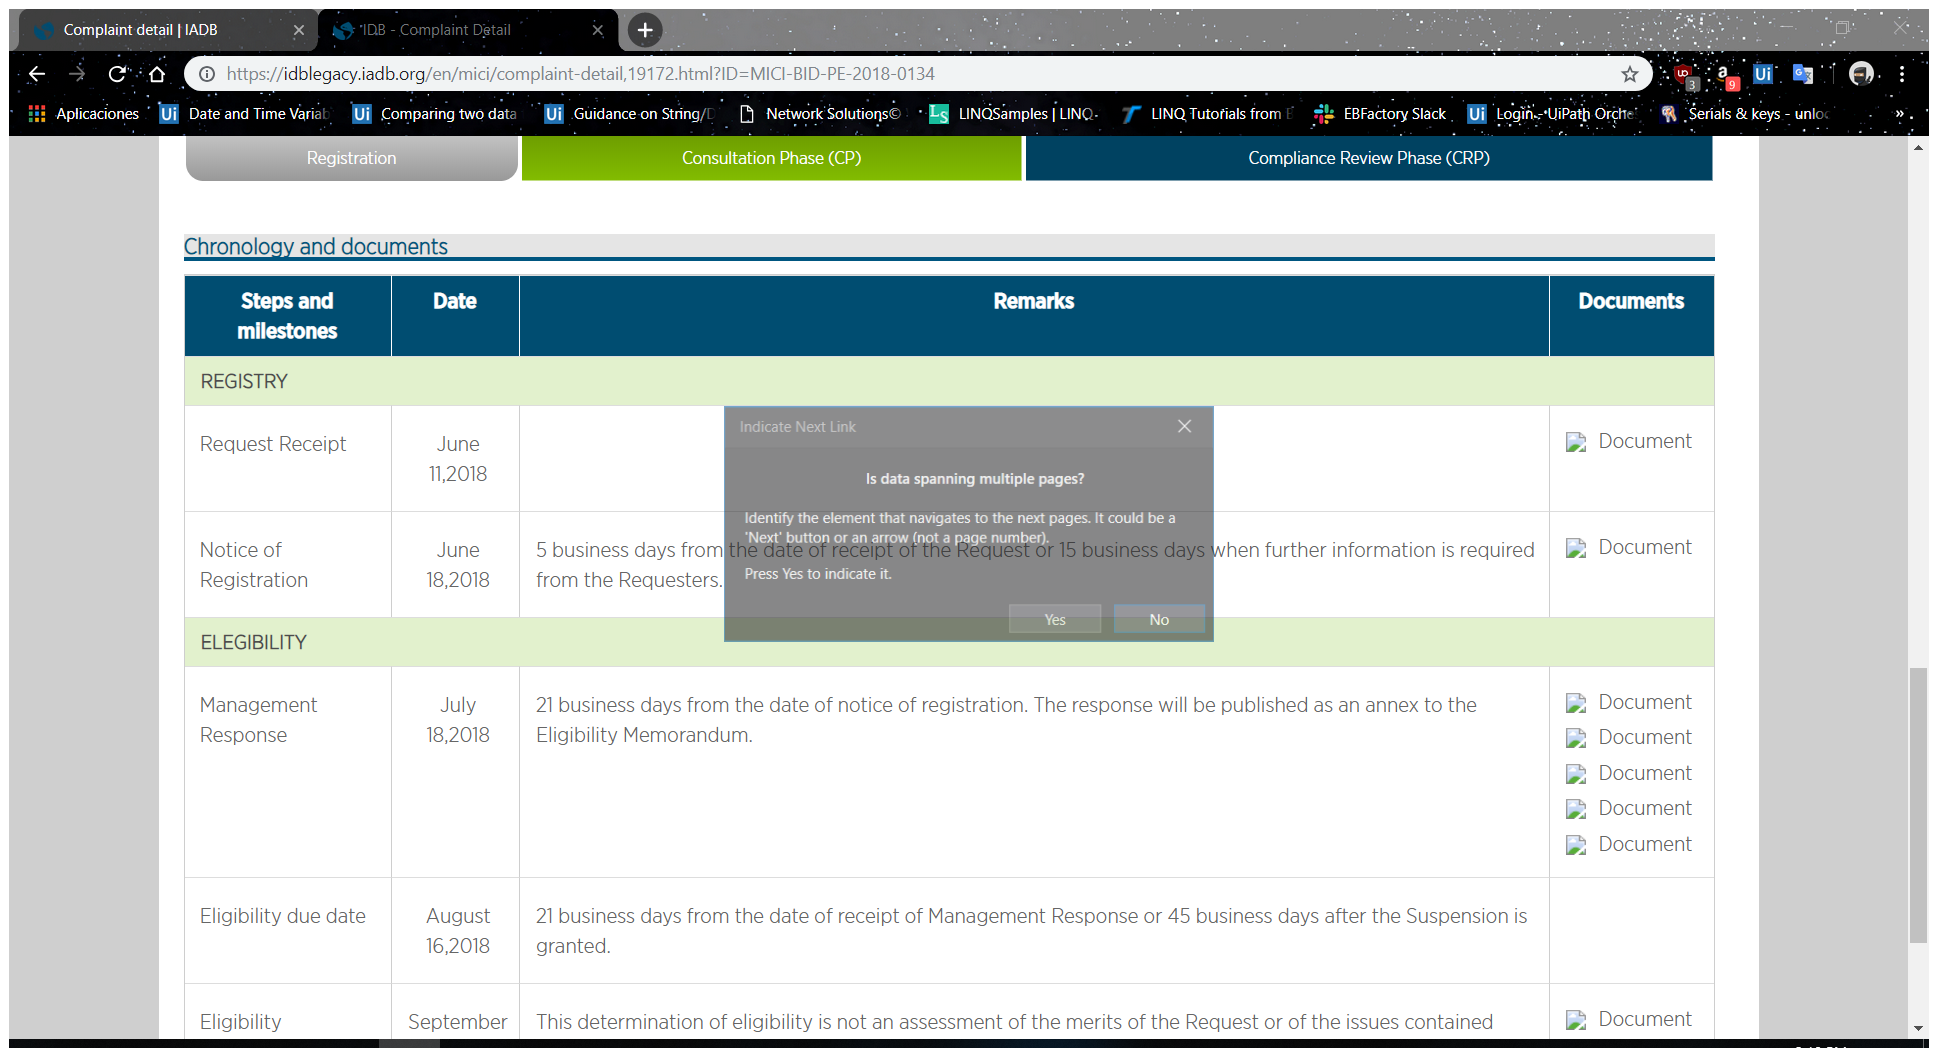 Complaint detail | IADB
IDB - Complaint Detail
https://idblegacy.iadb.org/en/mici/complaint-detail,19172.html?ID=MICI-BID-PE-2018-0134
3
9
Aplicaciones
Ui Date and Time Variab
Ui Comparing two data
Ui Guidance on String/D
Network Solutions©
LS LINQSamples | LINQ
LINQ Tutorials from E
EBFactory Slack
Ui Login - UiPath Orche
Serials & keys - unloc
»
Registration
Consultation Phase (CP)
Compliance Review Phase (CRP)
Chronology and documents
Steps and
milestones
Date
Remarks
Documents
REGISTRY
Request Receipt
June
11,2018
Document
Notice of
Registration
June
18,2018
5 business days from the date of receipt of the Request or 15 business days when further information is required
from the Requesters.
Document
Indicate Next Link
Is data spanning multiple pages?
Identify the element that navigates to the next pages. It could be a
'Next' button or an arrow (not a page number).
Press Yes to indicate it.
Yes
No
ELEGIBILITY
Management
Response
July
18,2018
21 business days from the date of notice of registration. The response will be published as an annex to the
Eligibility Memorandum.
Document
Document
Document
Document
Document
Eligibility due date
August
16,2018
21 business days from the date of receipt of Management Response or 45 business days after the Suspension is
granted.
Eligibility
September
This determination of eligibility is not an assessment of the merits of the Request or of the issues contained
Document